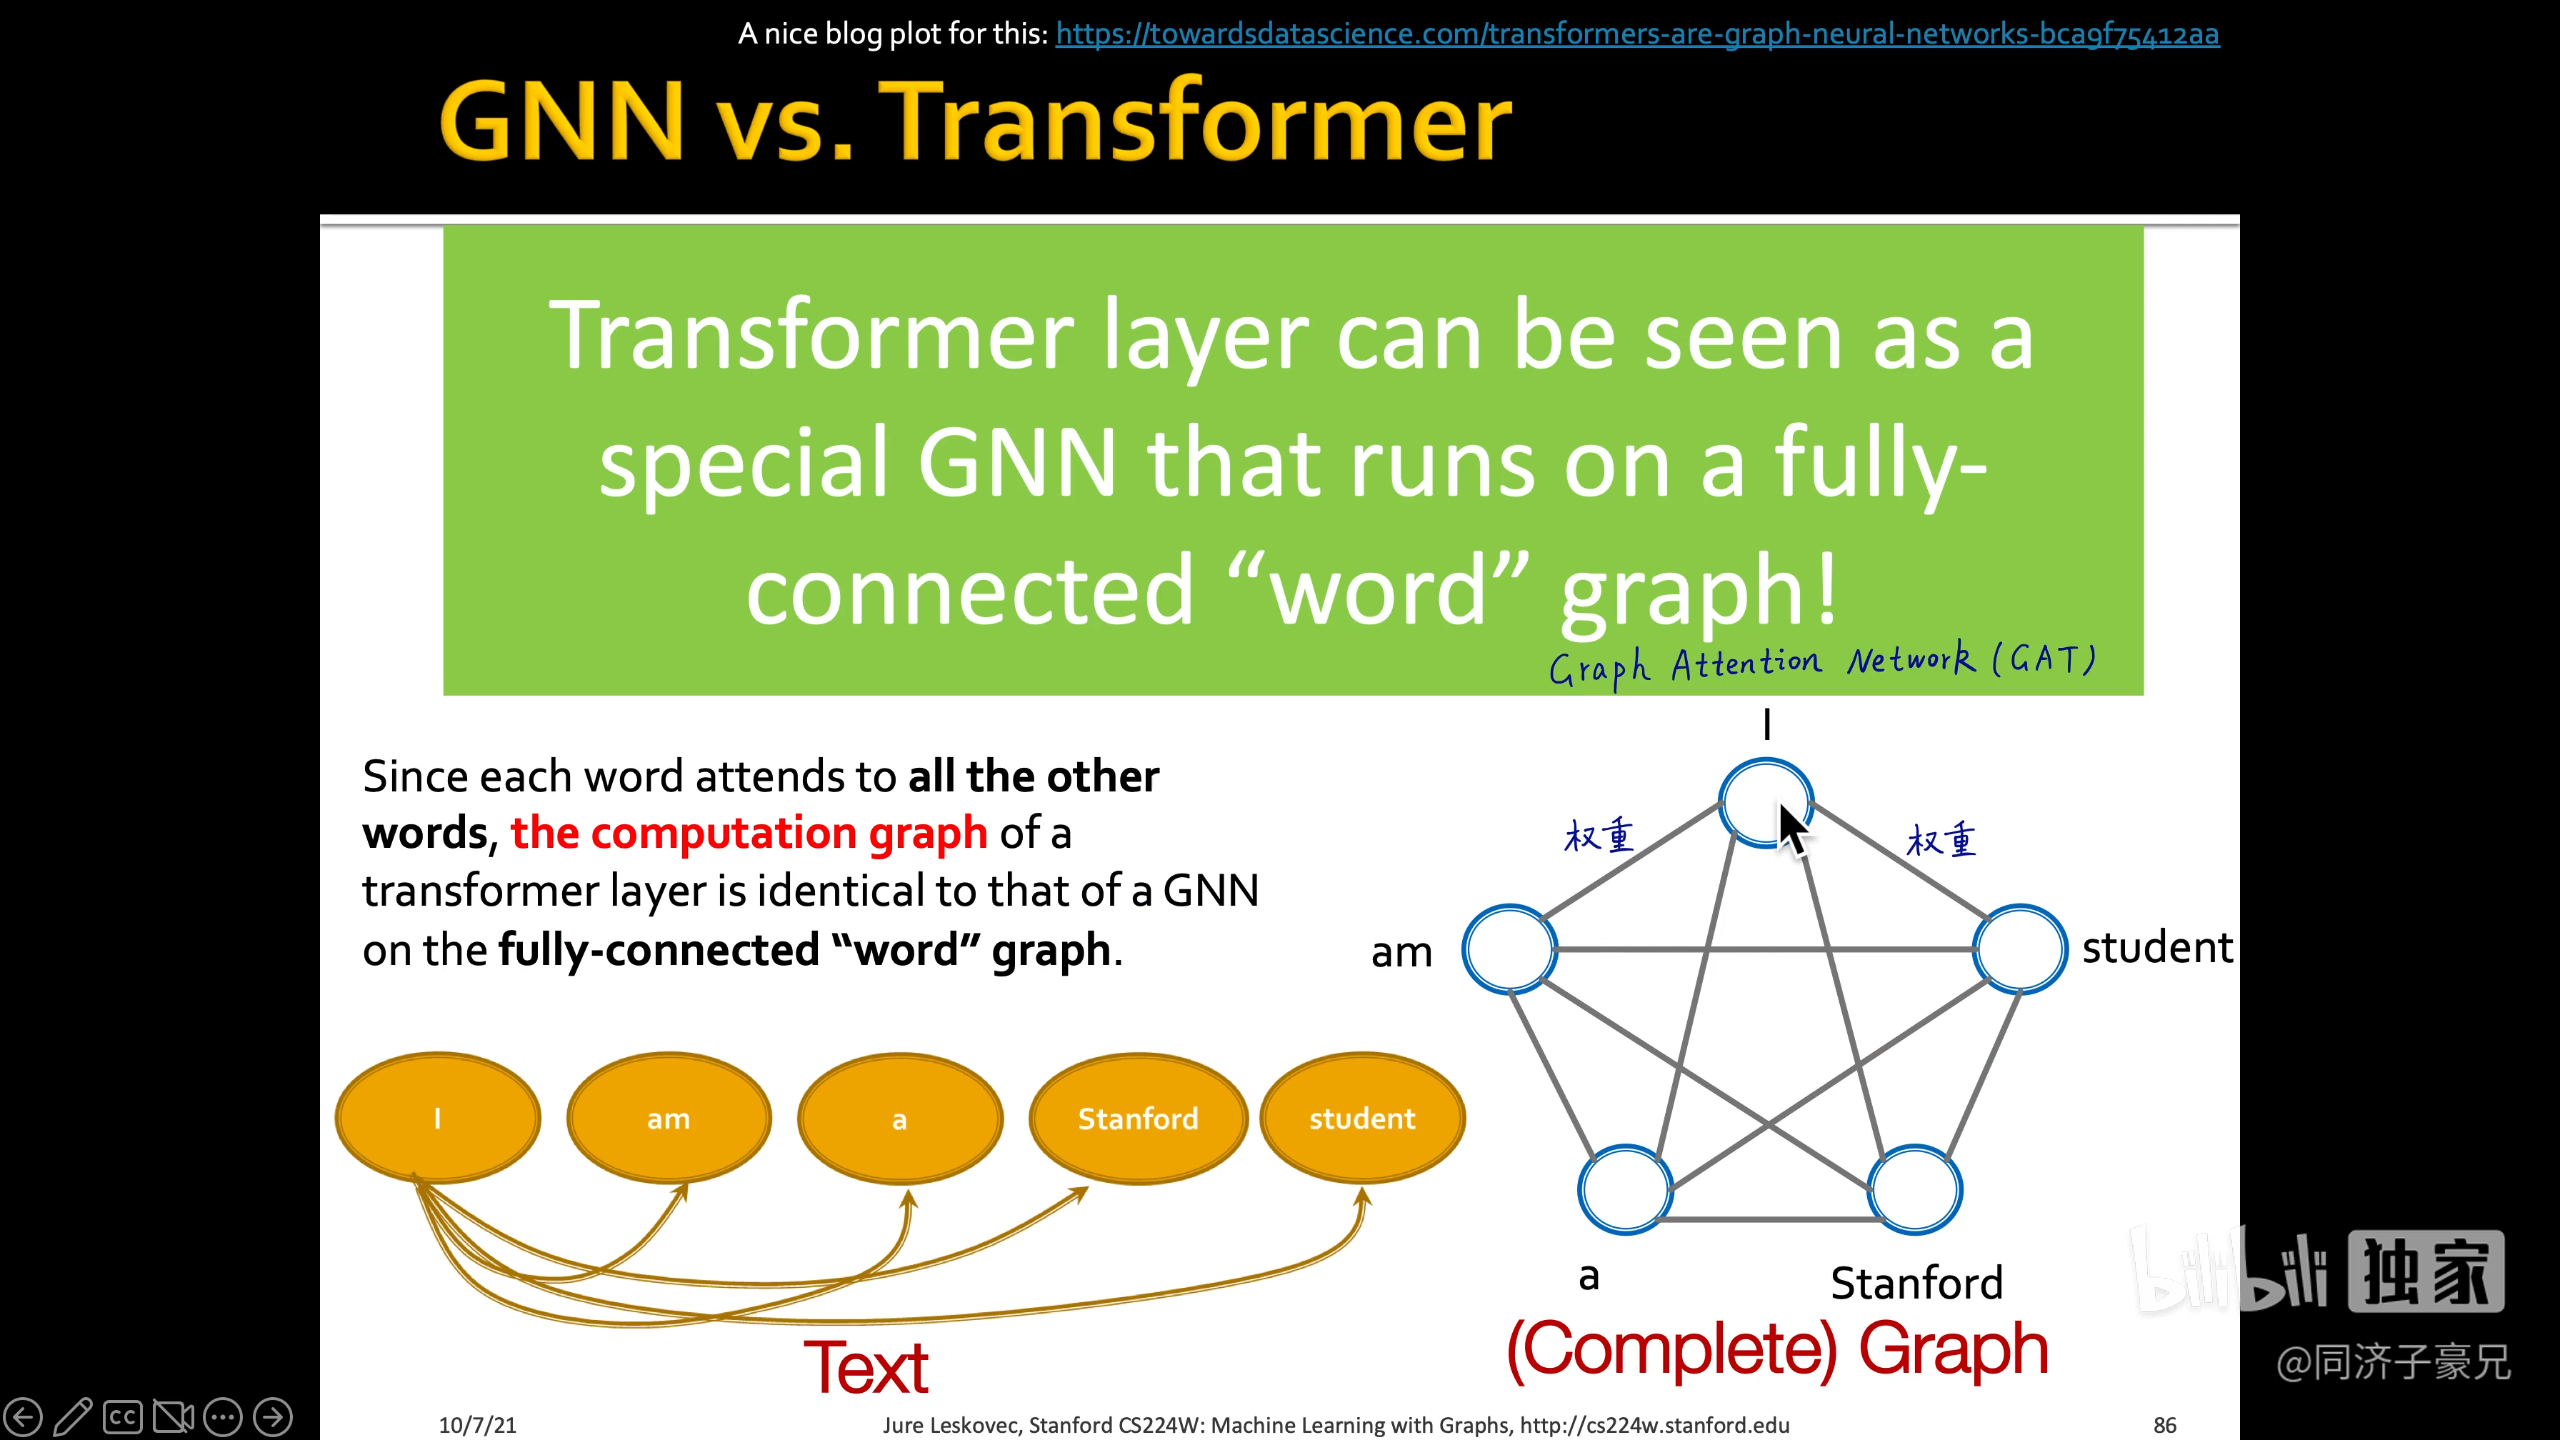 A nice blog plot for this: https://towardsdatascience.com/transformers-are-graph-neural-networks-bca9f75412aa
GNN vs. Transformer
Transformer layer can be seen as a
special GNN that runs on a fully-
connected “word” graph!
Graph Attention Network (GAT)
Since each word attends to all the other
words, the computation graph of a
transformer layer is identical to that of a GNN
on the fully-connected “word” graph.
I
权重
权重
am
student
a
Stanford
(Complete) Graph
I
am
a
Stanford
student
Text
bilibili 独家
@同济子豪兄
CC
10/7/21
Jure Leskovec, Stanford CS224W: Machine Learning with Graphs, http://cs224w.stanford.edu
86